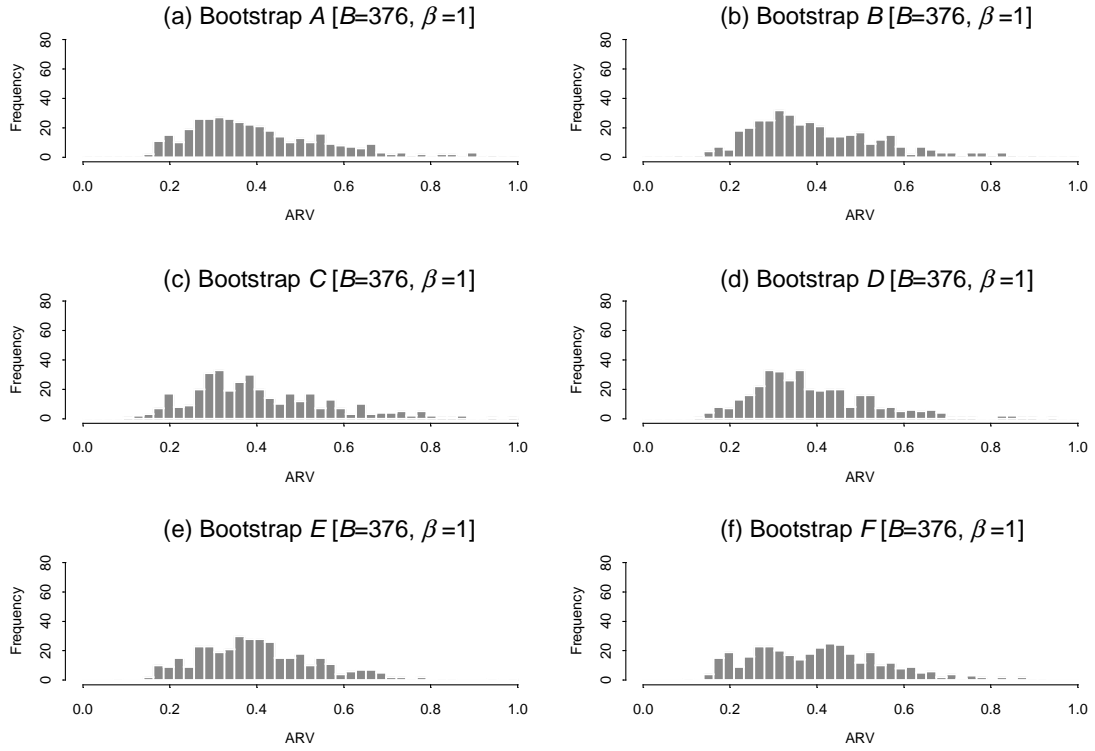 (a) Bootstrap A [B=376, β=1]
Frequency
80
60
40
20
0
0.0 0.2 0.4 0.6 0.8 1.0
ARV
(b) Bootstrap B [B=376, β=1]
Frequency
80
60
40
20
0
0.0 0.2 0.4 0.6 0.8 1.0
ARV
(c) Bootstrap C [B=376, β=1]
Frequency
80
60
40
20
0
0.0 0.2 0.4 0.6 0.8 1.0
ARV
(d) Bootstrap D [B=376, β=1]
Frequency
80
60
40
20
0
0.0 0.2 0.4 0.6 0.8 1.0
ARV
(e) Bootstrap E [B=376, β=1]
Frequency
80
60
40
20
0
0.0 0.2 0.4 0.6 0.8 1.0
ARV
(f) Bootstrap F [B=376, β=1]
Frequency
80
60
40
20
0
0.0 0.2 0.4 0.6 0.8 1.0
ARV